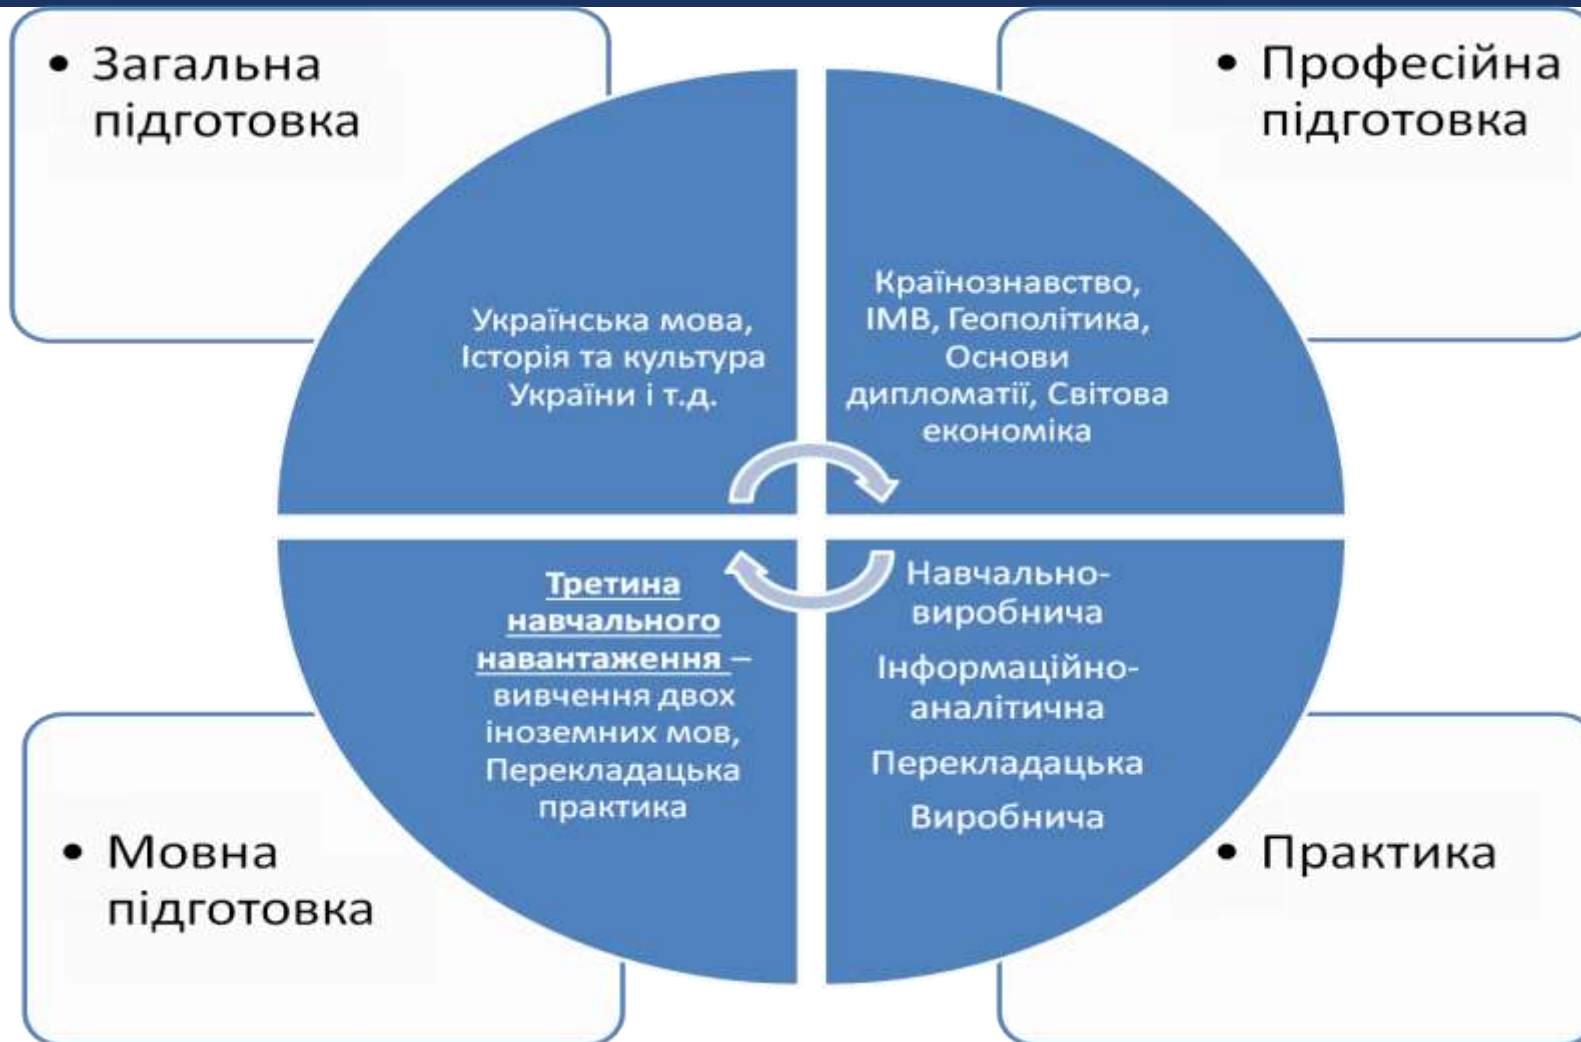 • Загальна
підготовка
• Професійна
підготовка
Українська мова,
Історія та культура
України і т.д.
Країнознавство,
ІМВ, Геополітика,
Основи
дипломатії, Світова
економіка
Третина
навчального
навантаження –
вивчення двох
іноземних мов,
Перекладацька
практика
Навчально-
виробнича
Інформаційно-
аналітична
Перекладацька
Виробнича
• Мовна
підготовка
• Практика